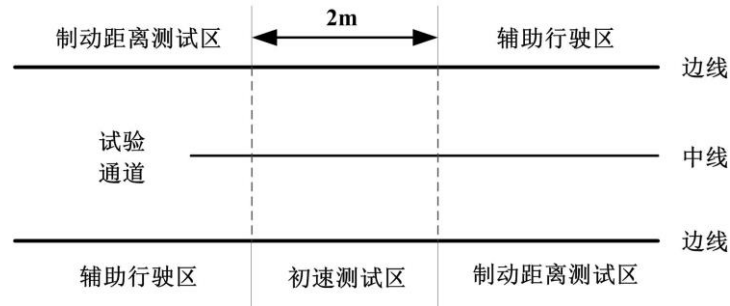 制动距离测试区
2m
辅助行驶区
边线
试验
通道
中线
边线
辅助行驶区
初速测试区
制动距离测试区